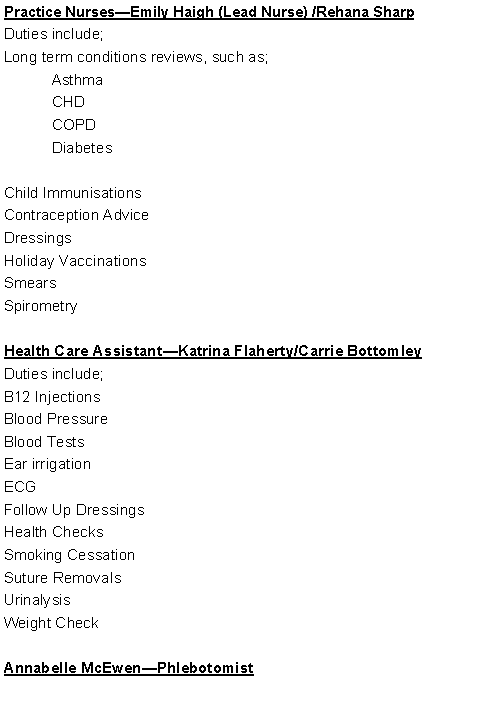 Practice Nurses—Emily Haigh (Lead Nurse) /Rehana Sharp
Duties include;
Long term conditions reviews, such as;
Asthma
CHD
COPD
Diabetes
Child Immunisations
Contraception Advice
Dressings
Holiday Vaccinations
Smears
Spirometry
Health Care Assistant—Katrina Flaherty/Carrie Bottomley
Duties include;
B12 Injections
Blood Pressure
Blood Tests
Ear irrigation
ECG
Follow Up Dressings
Health Checks
Smoking Cessation
Suture Removals
Urinalysis
Weight Check
Annabelle McEwen—Phlebotomist